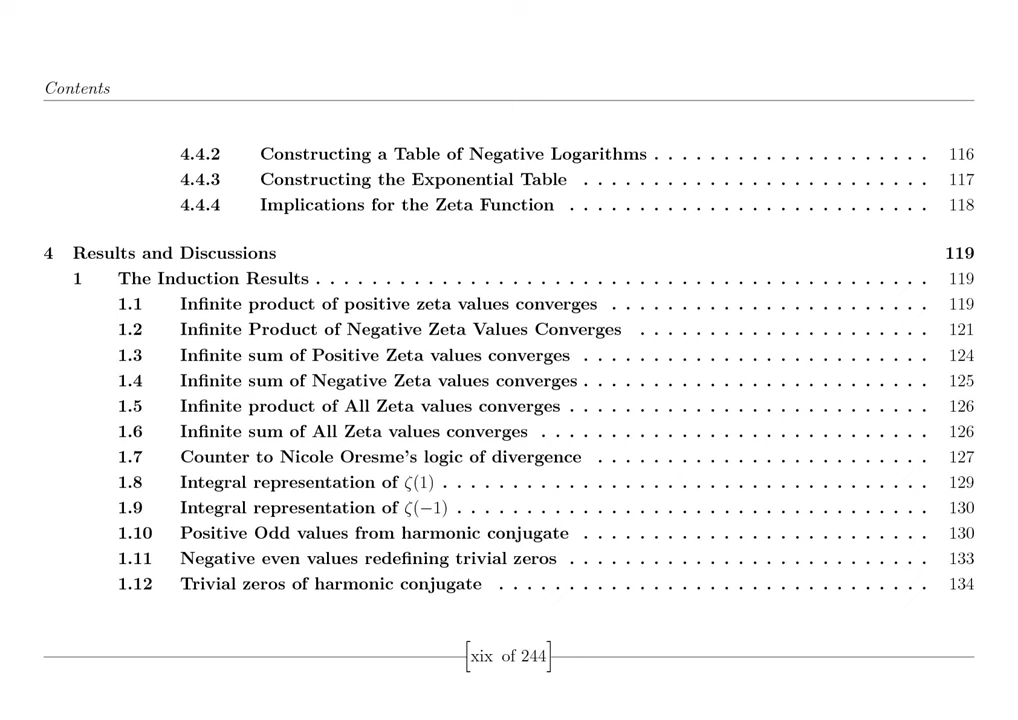 Contents
4.4.2 Constructing a Table of Negative Logarithms . . . . . . . . . . . . . . . . . . . . 116
4.4.3 Constructing the Exponential Table . . . . . . . . . . . . . . . . . . . . . . . . . 117
4.4.4 Implications for the Zeta Function . . . . . . . . . . . . . . . . . . . . . . . . . . 118
4 Results and Discussions 119
1 The Induction Results . . . . . . . . . . . . . . . . . . . . . . . . . . . . . . . . . . . . . . . . . . . . 119
1.1 Infinite product of positive zeta values converges . . . . . . . . . . . . . . . . . . . . . . . 119
1.2 Infinite Product of Negative Zeta Values Converges . . . . . . . . . . . . . . . . . . . . . 121
1.3 Infinite sum of Positive Zeta values converges . . . . . . . . . . . . . . . . . . . . . . . . . 124
1.4 Infinite sum of Negative Zeta values converges . . . . . . . . . . . . . . . . . . . . . . . . . 125
1.5 Infinite product of All Zeta values converges . . . . . . . . . . . . . . . . . . . . . . . . . . 126
1.6 Infinite sum of All Zeta values converges . . . . . . . . . . . . . . . . . . . . . . . . . . . . 126
1.7 Counter to Nicole Oresme's logic of divergence . . . . . . . . . . . . . . . . . . . . . . . . 127
1.8 Integral representation of ζ(1) . . . . . . . . . . . . . . . . . . . . . . . . . . . . . . . . . . . 129
1.9 Integral representation of ζ(−1) . . . . . . . . . . . . . . . . . . . . . . . . . . . . . . . . . . 130
1.10 Positive Odd values from harmonic conjugate . . . . . . . . . . . . . . . . . . . . . . . . . 130
1.11 Negative even values redefining trivial zeros . . . . . . . . . . . . . . . . . . . . . . . . . . 133
1.12 Trivial zeros of harmonic conjugate . . . . . . . . . . . . . . . . . . . . . . . . . . . . . . . 134
[xix of 244]